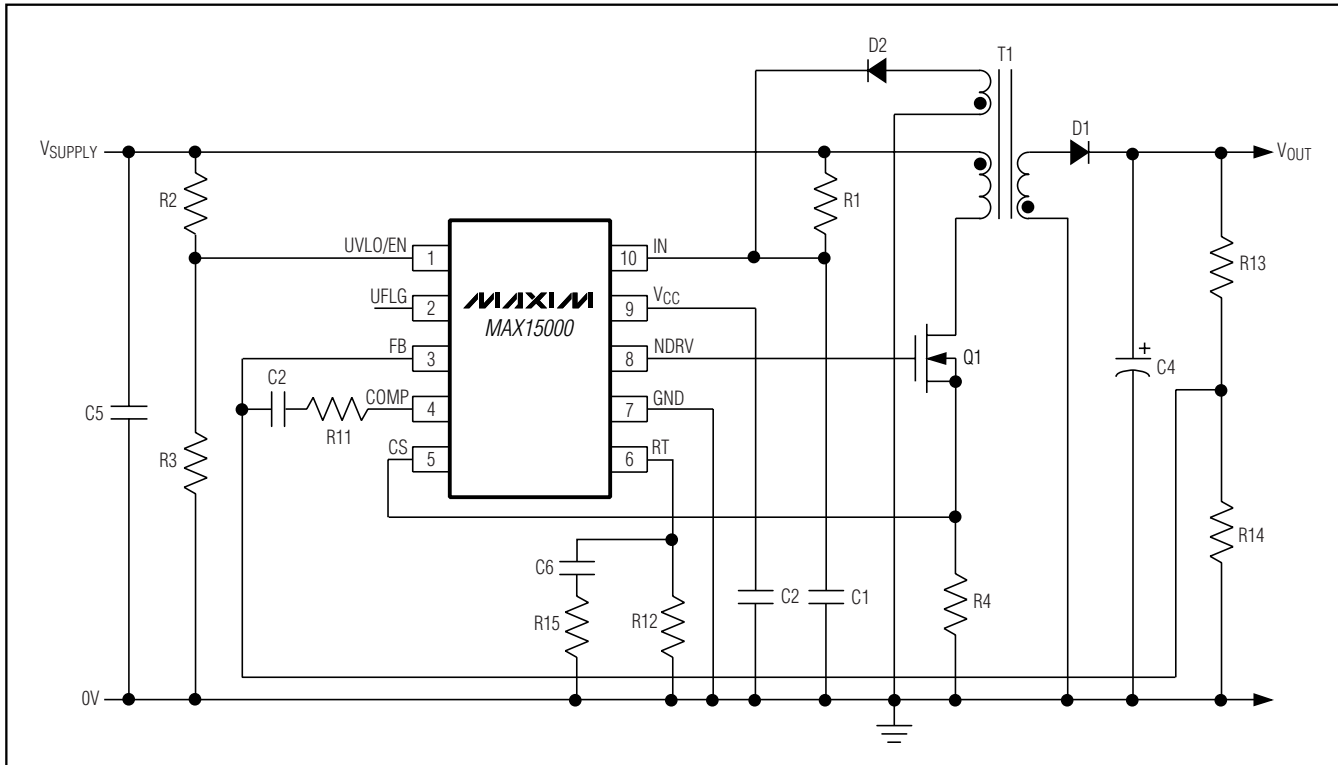 D2
T1
D1
VSUPPLY
VOUT
R2
R1
R13
UVLO/EN
1
10
IN
UFLG
2
MAXIM
MAX15000
9
VCC
FB
3
8
NDRV
Q1
C2
COMP
4
7
GND
+
C4
C5
R11
R3
CS
5
6
RT
R14
C6
C2
C1
R4
R15
R12
0V